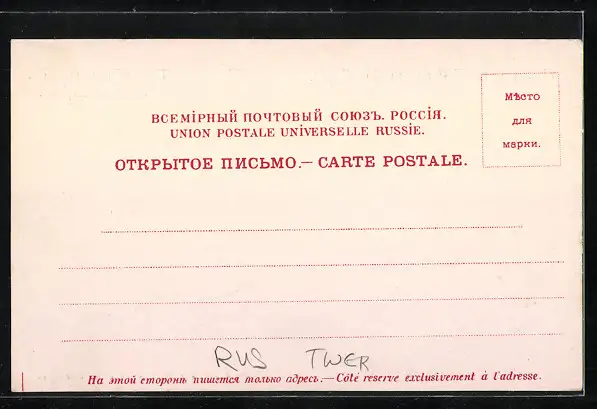 ВСЕМІРНЫЙ ПОЧТОВЫЙ СОЮЗЪ. РОССІЯ.
UNION POSTALE UNIVERSELLE RUSSIE.
ОТКРЫТОЕ ПИСЬМО.— CARTE POSTALE.
Мѣсто
для
марки.
RUS TWER
На этой сторонѣ пишется только адресъ.—Côté reserve exclusivement à l'adresse.